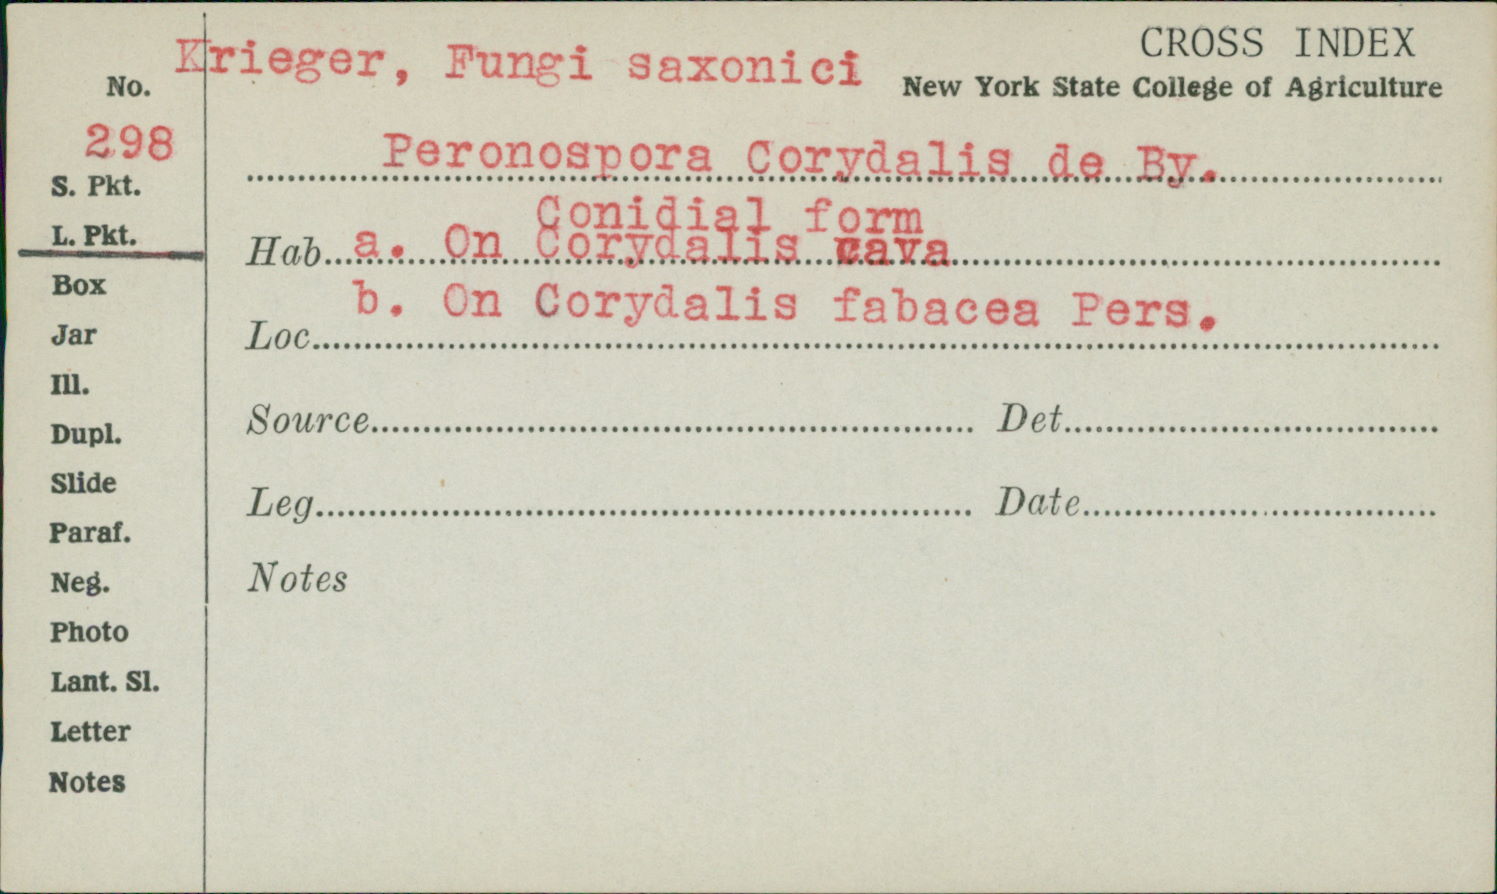 CROSS INDEX
Krieger, Fungi saxonici
New York State College of Agriculture
No.
298
Peronospora Corydalis de By.
S. Pkt.
Conidial form
L. Pkt.
Hab. a. On Corydalis cava
Box
b. On Corydalis fabacea Pers.
Jar
Loc.
Ill.
Source
Det.
Dupl.
Slide
Leg.
Date
Paraf.
Neg.
Notes
Photo
Lant. Sl.
Letter
Notes